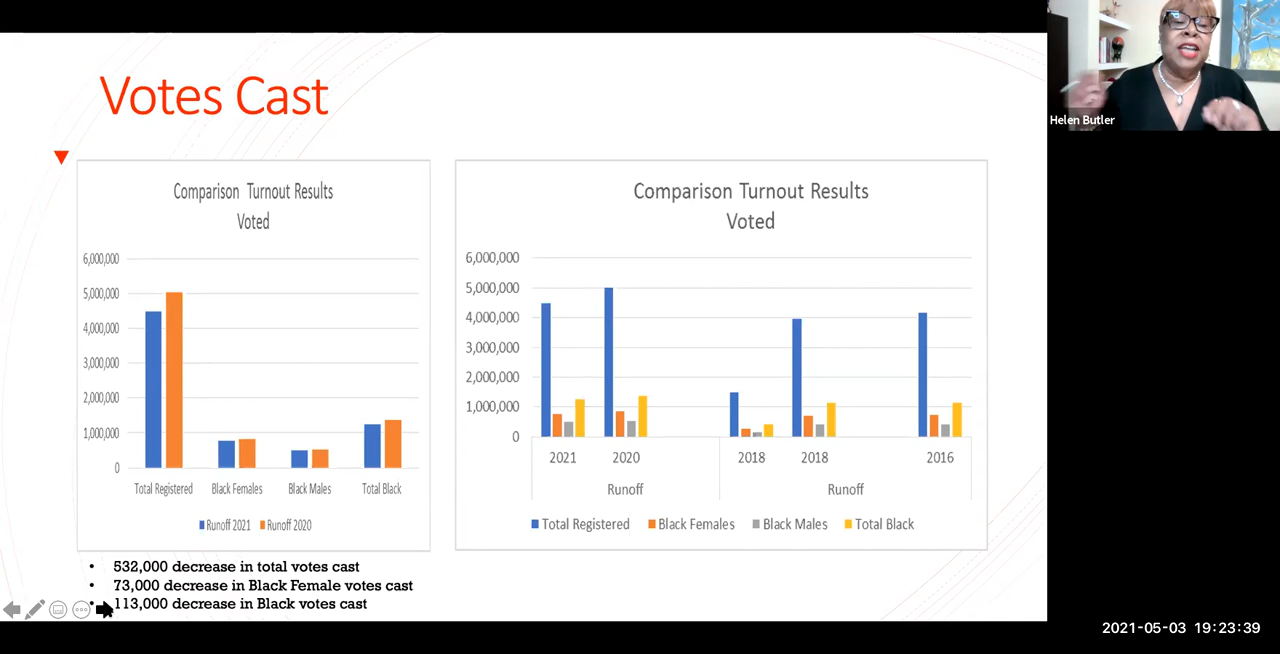 Votes Cast
Comparison Turnout Results
Voted
6,000,000
5,000,000
4,000,000
3,000,000
2,000,000
1,000,000
0
Total Registered Black Females Black Males Total Black
Runoff 2021 Runoff 2020
Comparison Turnout Results
Voted
6,000,000
5,000,000
4,000,000
3,000,000
2,000,000
1,000,000
0
2021 2020 2018 2018 2016
Runoff Runoff
Total Registered Black Females Black Males Total Black
• 532,000 decrease in total votes cast
• 73,000 decrease in Black Female votes cast
• 113,000 decrease in Black votes cast
Helen Butler
2021-05-03 19:23:39